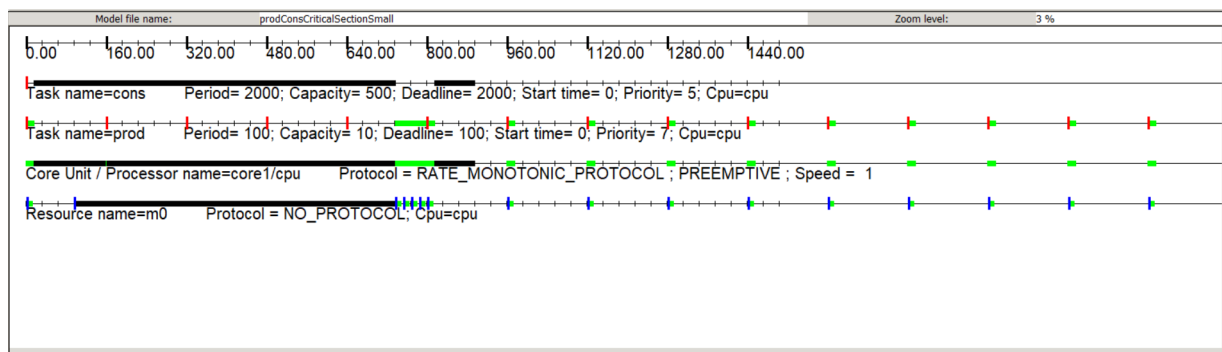 Model file name: prodConsCriticalSectionSmall Zoom level: 3 %
0.00 160.00 320.00 480.00 640.00 800.00 960.00 1120.00 1280.00 1440.00
Task name=cons Period= 2000; Capacity= 500; Deadline= 2000; Start time= 0; Priority= 5; Cpu=cpu
Task name=prod Period= 100; Capacity= 10; Deadline= 100; Start time= 0; Priority= 7; Cpu=cpu
Core Unit / Processor name=core1/cpu Protocol = RATE_MONOTONIC_PROTOCOL ; PREEMPTIVE ; Speed = 1
Resource name=m0 Protocol = NO_PROTOCOL; Cpu=cpu